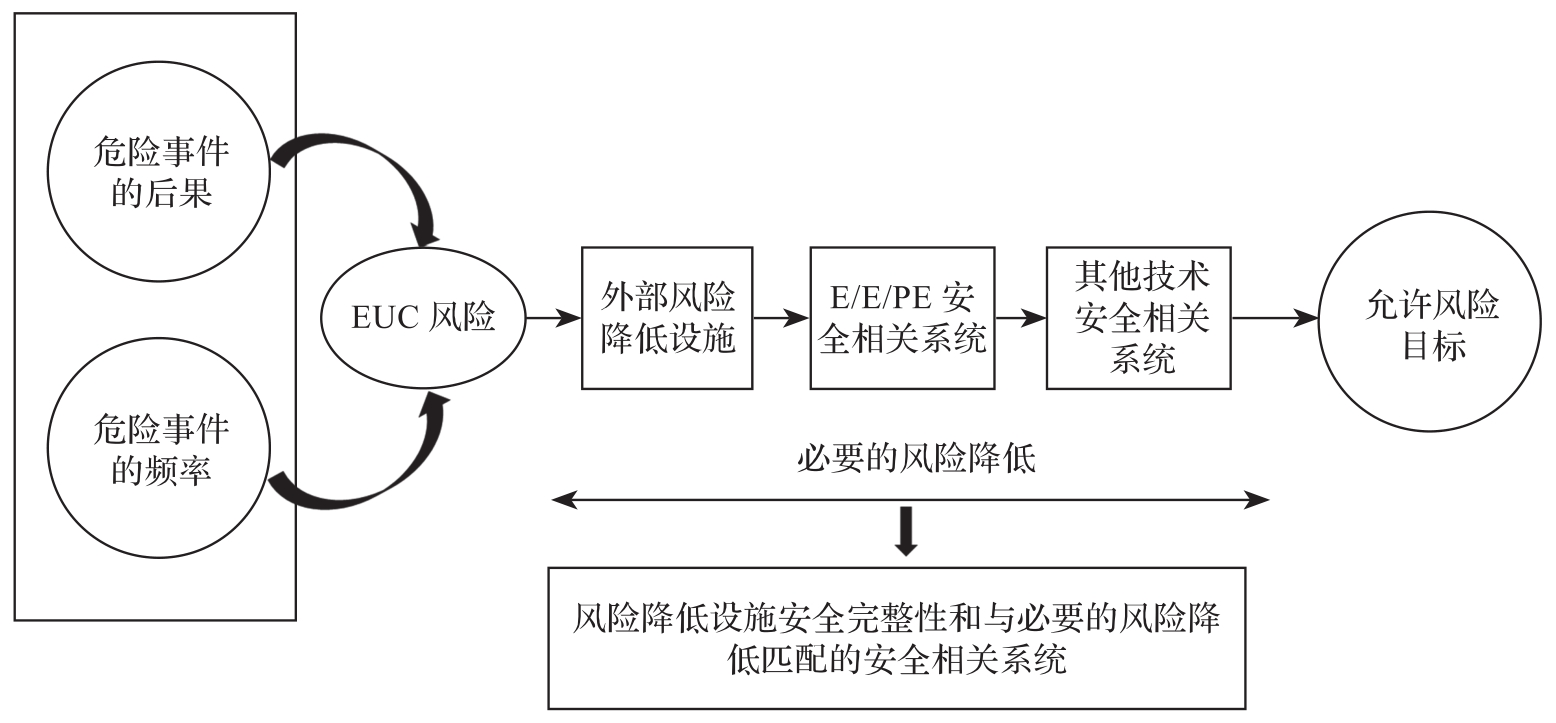 危险事件
的后果
危险事件
的频率
EUC 风险
外部风险
降低设施
E/E/PE 安
全相关系统
其他技术
安全相关
系统
允许风险
目标
必要的风险降低
风险降低设施安全完整性和与必要的风险降
低匹配的安全相关系统